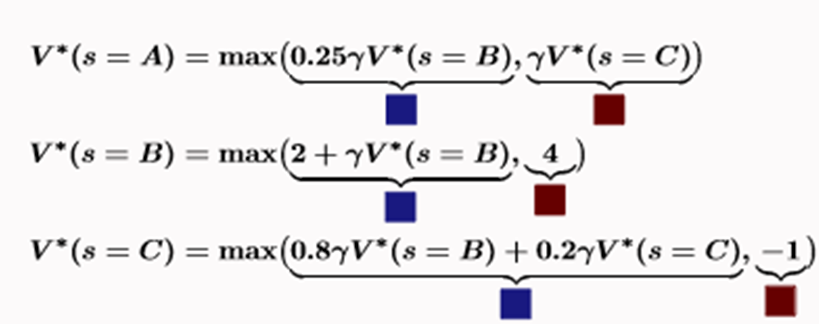 V*(s = A) = max(0.25γV*(s = B), γV*(s = C))
V*(s = B) = max(2 + γV*(s = B), 4)
V*(s = C) = max(0.8γV*(s = B) + 0.2γV*(s = C), −1)